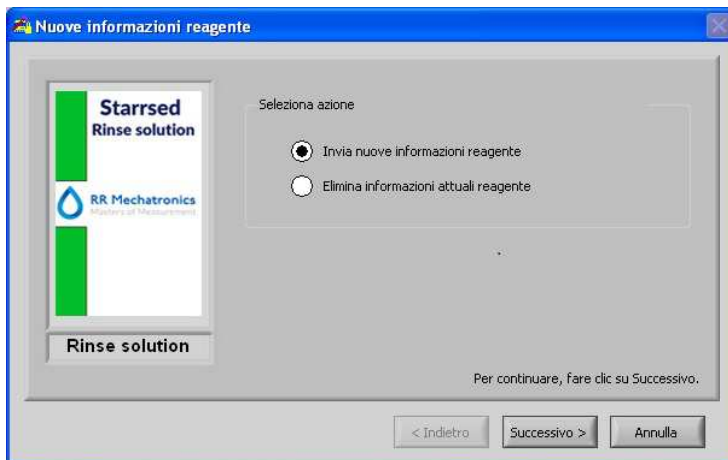 Nuove informazioni reagente
Starrsed
Rinse solution
RR Mechatronics
Masters of Measurement
Rinse solution
Seleziona azione
Invia nuove informazioni reagente
Elimina informazioni attuali reagente
Per continuare, fare clic su Successivo.
< Indietro
Successivo >
Annulla